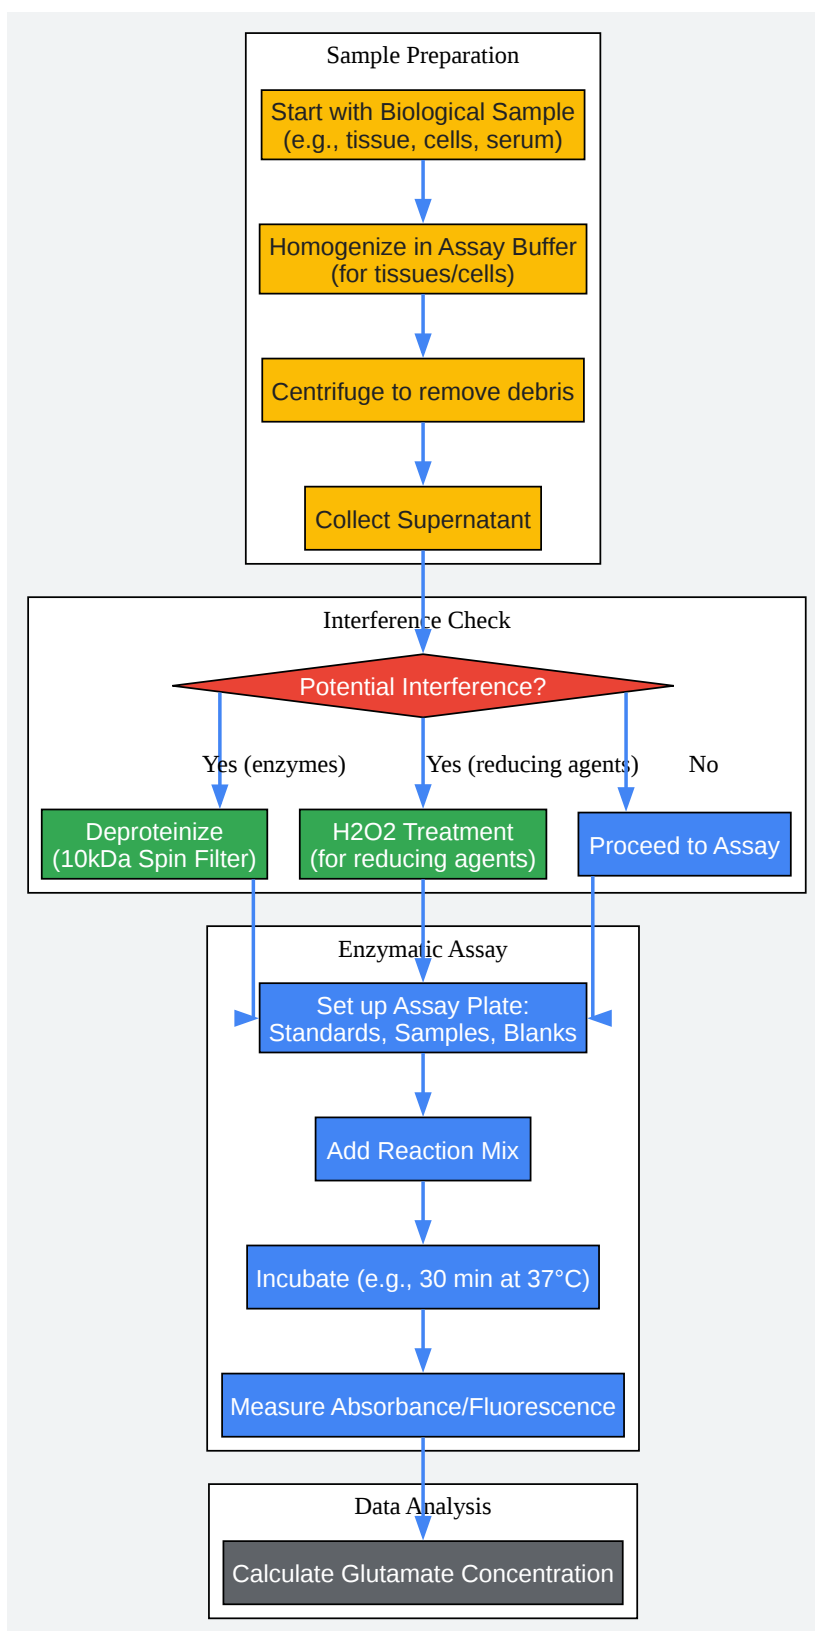 Sample Preparation
Start with Biological Sample
(e.g., tissue, cells, serum)
Homogenize in Assay Buffer
(for tissues/cells)
Centrifuge to remove debris
Collect Supernatant
Interference Check
Potential Interference?
Yes (enzymes)
Yes (reducing agents)
No
Deproteinize
(10kDa Spin Filter)
H2O2 Treatment
(for reducing agents)
Proceed to Assay
Enzymatic Assay
Set up Assay Plate:
Standards, Samples, Blanks
Add Reaction Mix
Incubate (e.g., 30 min at 37°C)
Measure Absorbance/Fluorescence
Data Analysis
Calculate Glutamate Concentration